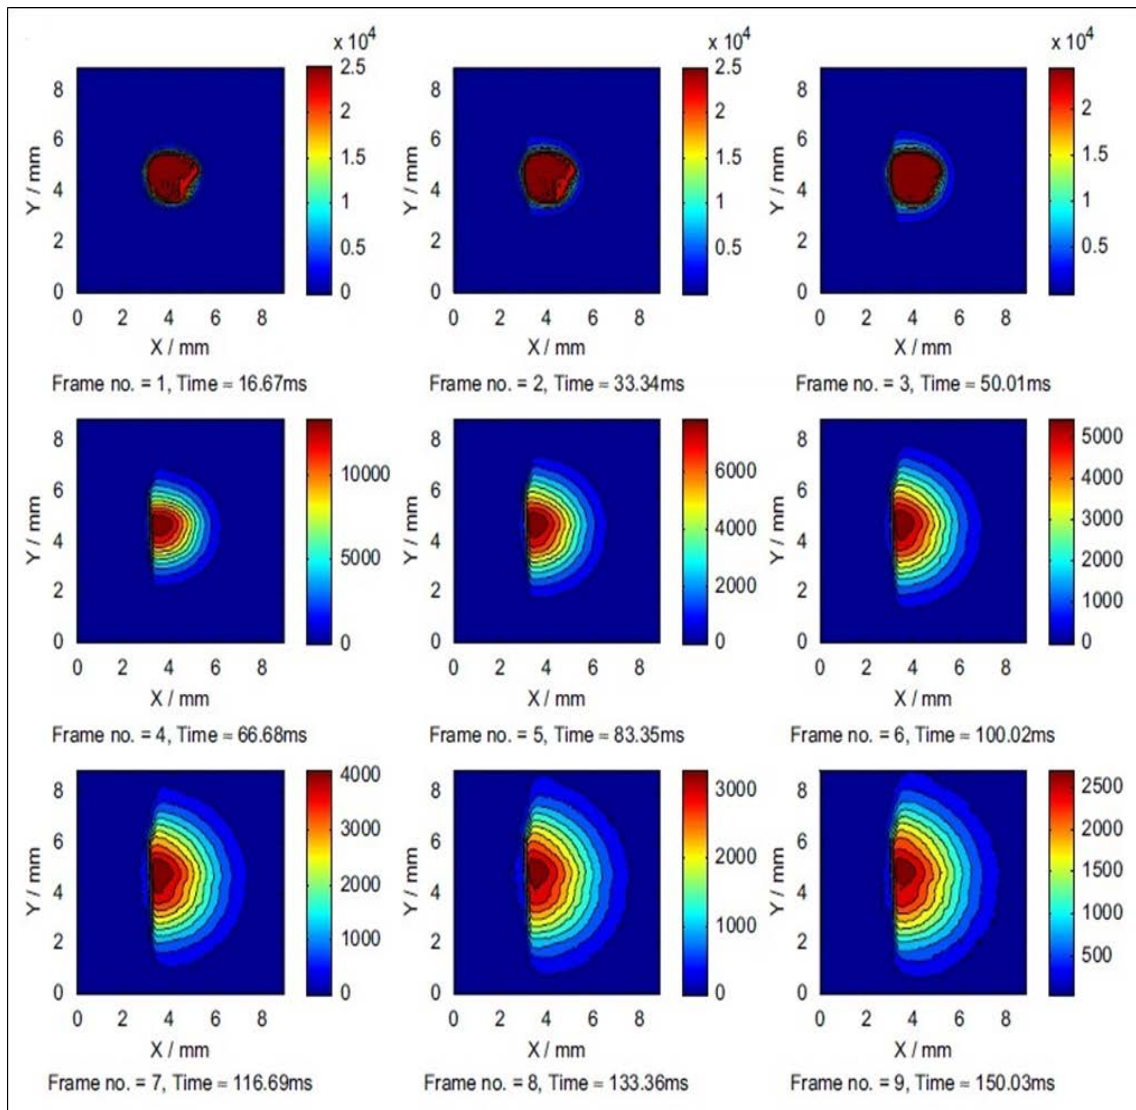 x 10⁴ x 10⁴ x 10⁴
8 6 4 2 0 Y / mm 2.5 2 1.5 1 0.5 0
8 6 4 2 0 Y / mm 2.5 2 1.5 1 0.5 0
8 6 4 2 0 Y / mm 2 1.5 1 0.5
0 2 4 6 8 0 2 4 6 8 0 2 4 6 8
X / mm X / mm X / mm
Frame no. = 1, Time = 16.67ms Frame no. = 2, Time = 33.34ms Frame no. = 3, Time = 50.01ms
8 6 4 2 0 Y / mm 10000 5000 0
8 6 4 2 0 Y / mm 6000 4000 2000 0
8 6 4 2 0 Y / mm 5000 4000 3000 2000 1000 0
0 2 4 6 8 0 2 4 6 8 0 2 4 6 8
X / mm X / mm X / mm
Frame no. = 4, Time = 66.68ms Frame no. = 5, Time = 83.35ms Frame no. = 6, Time = 100.02ms
8 6 4 2 0 Y / mm 4000 3000 2000 1000 0
8 6 4 2 0 Y / mm 3000 2000 1000 0
8 6 4 2 0 Y / mm 2500 2000 1500 1000 500
0 2 4 6 8 0 2 4 6 8 0 2 4 6 8
X / mm X / mm X / mm
Frame no. = 7, Time = 116.69ms Frame no. = 8, Time = 133.36ms Frame no. = 9, Time = 150.03ms